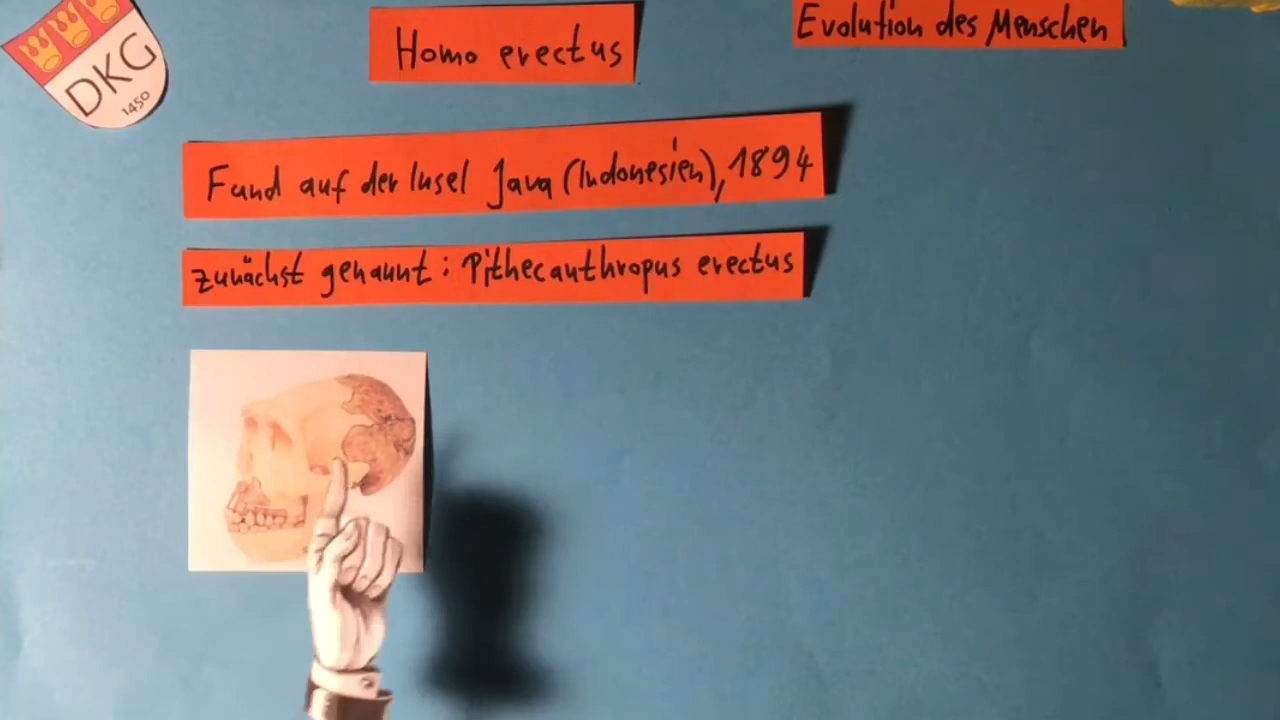 DKG
1450
Homo erectus
Evolution des Menschen
Fund auf der Insel Java (Indonesien), 1894
zunächst genannt: Pithecanthropus erectus